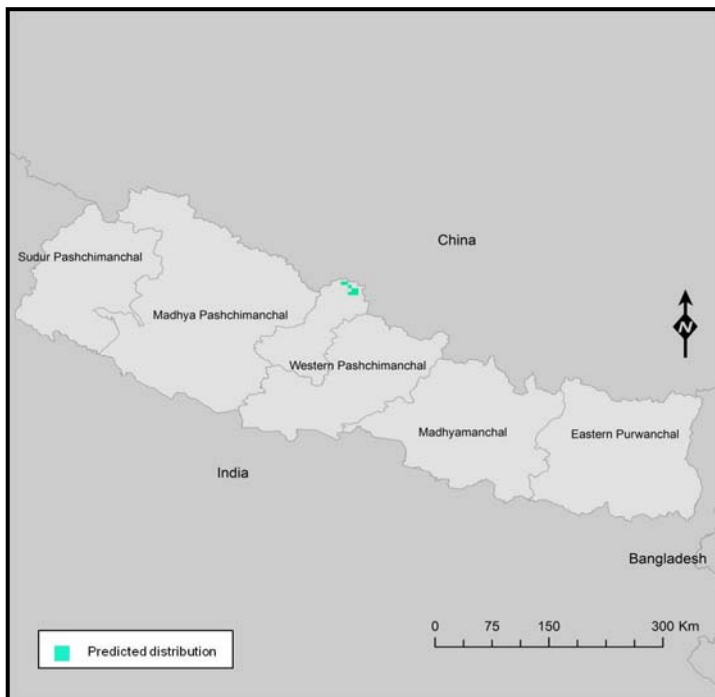 China
Sudur Pashchimanchal
Madhya Pashchimanchal
Western Pashchimanchal
N
Madhyamanchal
Eastern Purwanchal
India
Bangladesh
0 75 150 300 Km
Predicted distribution